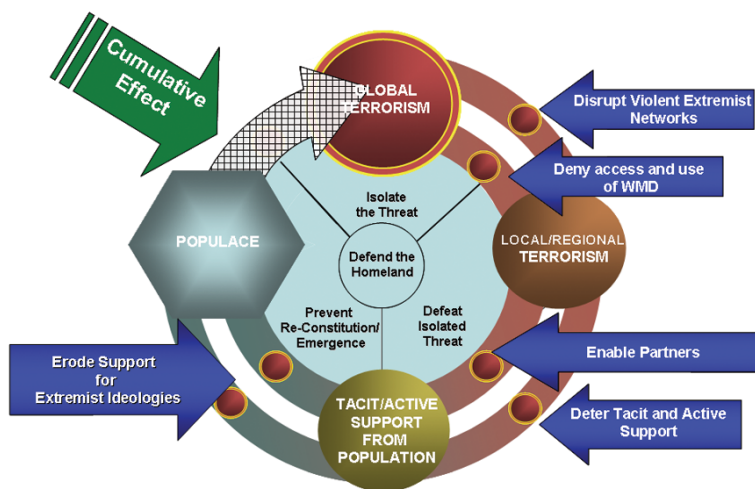 Cumulative
Effect
GLOBAL
TERRORISM
Disrupt Violent Extremist
Networks
Deny access and use
of WMD
Isolate
the Threat
POPULACE
Defend the
Homeland
LOCAL/REGIONAL
TERRORISM
Prevent
Re-Constitution/
Emergence
Defeat
Isolated
Threat
Erode Support
for
Extremist Ideologies
Enable Partners
TACIT/ACTIVE
SUPPORT
FROM
POPULATION
Deter Tacit and Active
Support